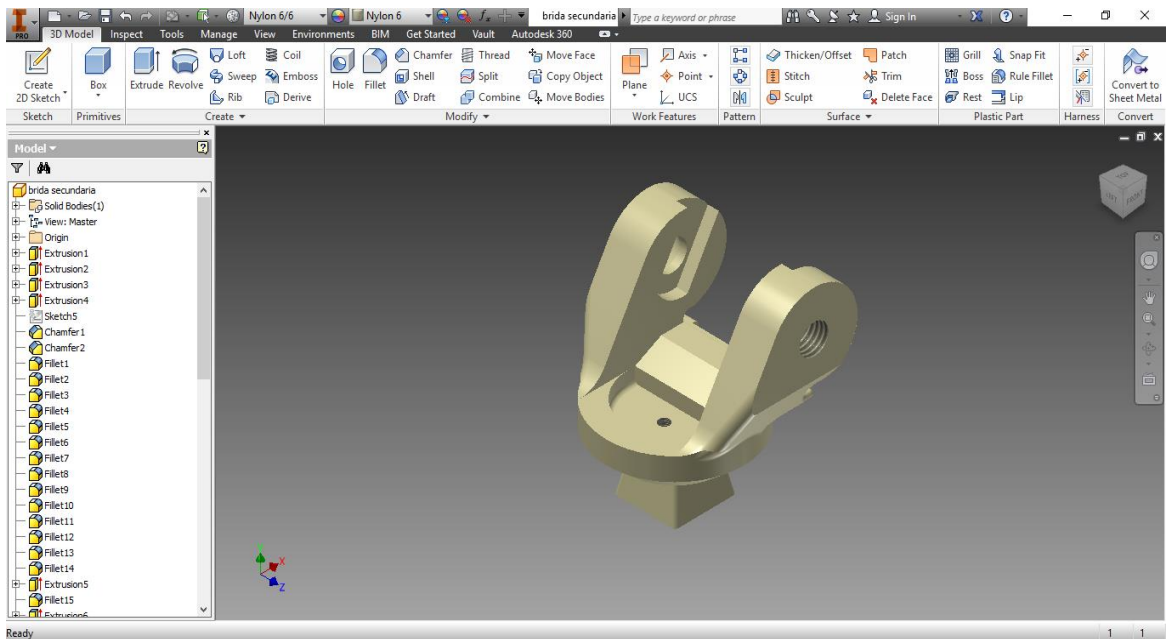 Nylon 6/6 Nylon 6 brida secundaria Type a keyword or phrase Sign In
PRO 3D Model Inspect Tools Manage View Environments BIM Get Started Vault Autodesk 360
Create 2D Sketch
Box
Extrude
Revolve
Loft
Sweep
Rib
Coil
Emboss
Derive
Hole
Fillet
Chamfer
Shell
Draft
Thread
Split
Combine
Move Face
Copy Object
Move Bodies
Plane
Axis
Point
UCS
Thicken/Offset
Stitch
Sculpt
Patch
Trim
Delete Face
Grill
Boss
Rest
Snap Fit
Rule Fillet
Lip
Convert to Sheet Metal
Sketch Primitives Create Modify Work Features Pattern Surface Plastic Part Harness Convert
Model
brida secundaria
Solid Bodies(1)
View: Master
Origin
Extrusion1
Extrusion2
Extrusion3
Extrusion4
Sketch5
Chamfer1
Chamfer2
Fillet1
Fillet2
Fillet3
Fillet4
Fillet5
Fillet6
Fillet7
Fillet8
Fillet9
Fillet10
Fillet11
Fillet12
Fillet13
Fillet14
Extrusion5
Fillet15
Extrusion6
TOP
LEFT FRONT
X
Z
Ready 1 1